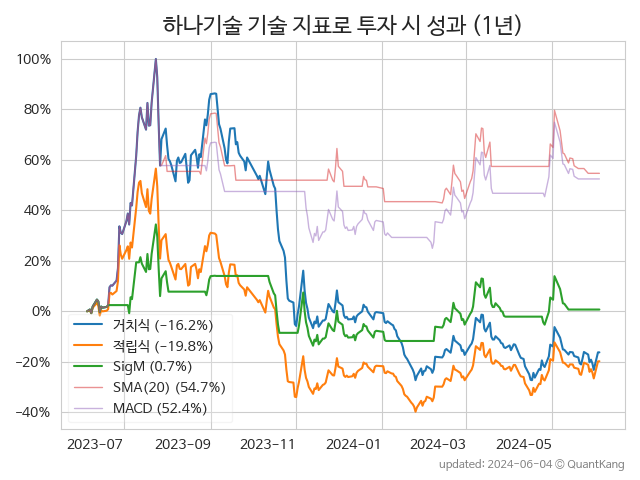 하나기술 기술 지표로 투자 시 성과 (1년)
100%
80%
60%
40%
20%
0%
−20%
−40%
거치식 (−16.2%)
적립식 (−19.8%)
SigM (0.7%)
SMA(20) (54.7%)
MACD (52.4%)
2023−07
2023−09
2023−11
2024−01
2024−03
2024−05
updated: 2024−06−04 © QuantKang